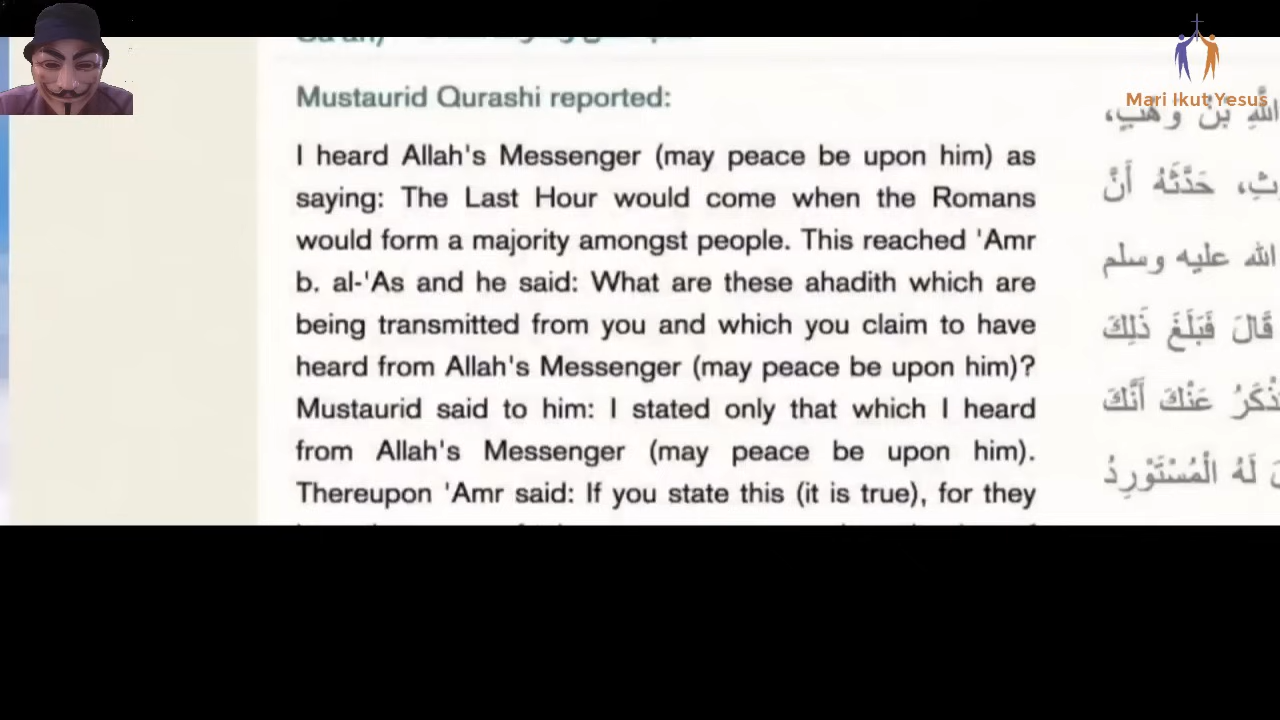 Mustaurid Qurashi reported:
I heard Allah's Messenger (may peace be upon him) as
saying: The Last Hour would come when the Romans
would form a majority amongst people. This reached 'Amr
b. al-'As and he said: What are these ahadith which are
being transmitted from you and which you claim to have
heard from Allah's Messenger (may peace be upon him)?
Mustaurid said to him: I stated only that which I heard
from Allah's Messenger (may peace be upon him).
Thereupon 'Amr said: If you state this (it is true), for they
Mari Ikut Yesus
اللَّهِ بْنُ وَهْبٍ،
حَدَّثَهُ أَنَّ
الله عليه وسلم
قَالَ فَبَلَغَ ذَلِكَ
عَنْكَ أَنَّكَ
لَهُ الْمُسْتَوْرِدُ